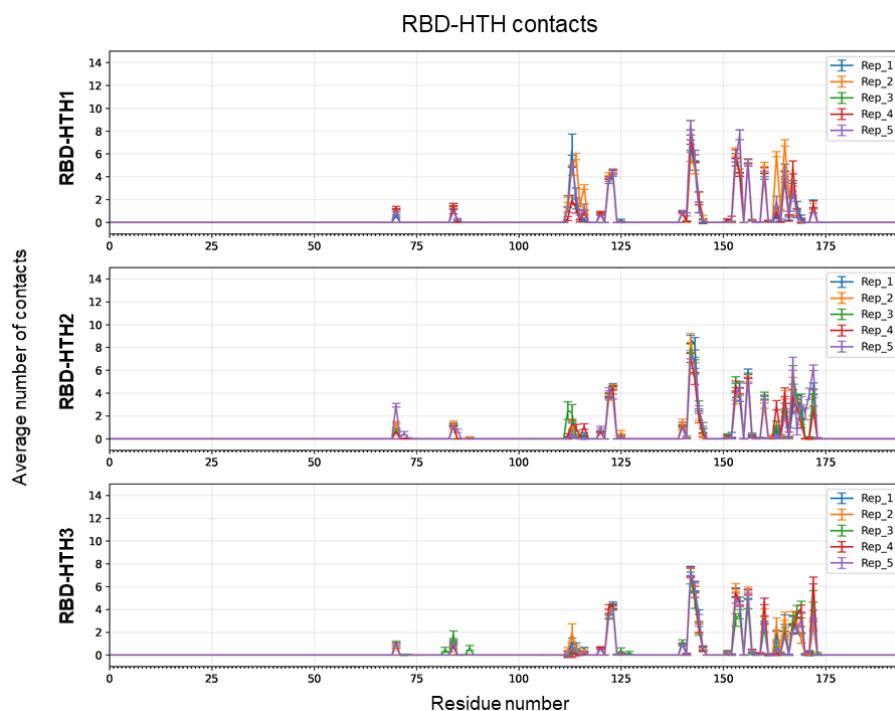 RBD-HTH contacts
RBD-HTH1
14
12
10
8
6
4
2
0
Rep_1
Rep_2
Rep_3
Rep_4
Rep_5
0 25 50 75 100 125 150 175
Average number of contacts
RBD-HTH2
14
12
10
8
6
4
2
0
Rep_1
Rep_2
Rep_3
Rep_4
Rep_5
0 25 50 75 100 125 150 175
RBD-HTH3
14
12
10
8
6
4
2
0
Rep_1
Rep_2
Rep_3
Rep_4
Rep_5
0 25 50 75 100 125 150 175
Residue number